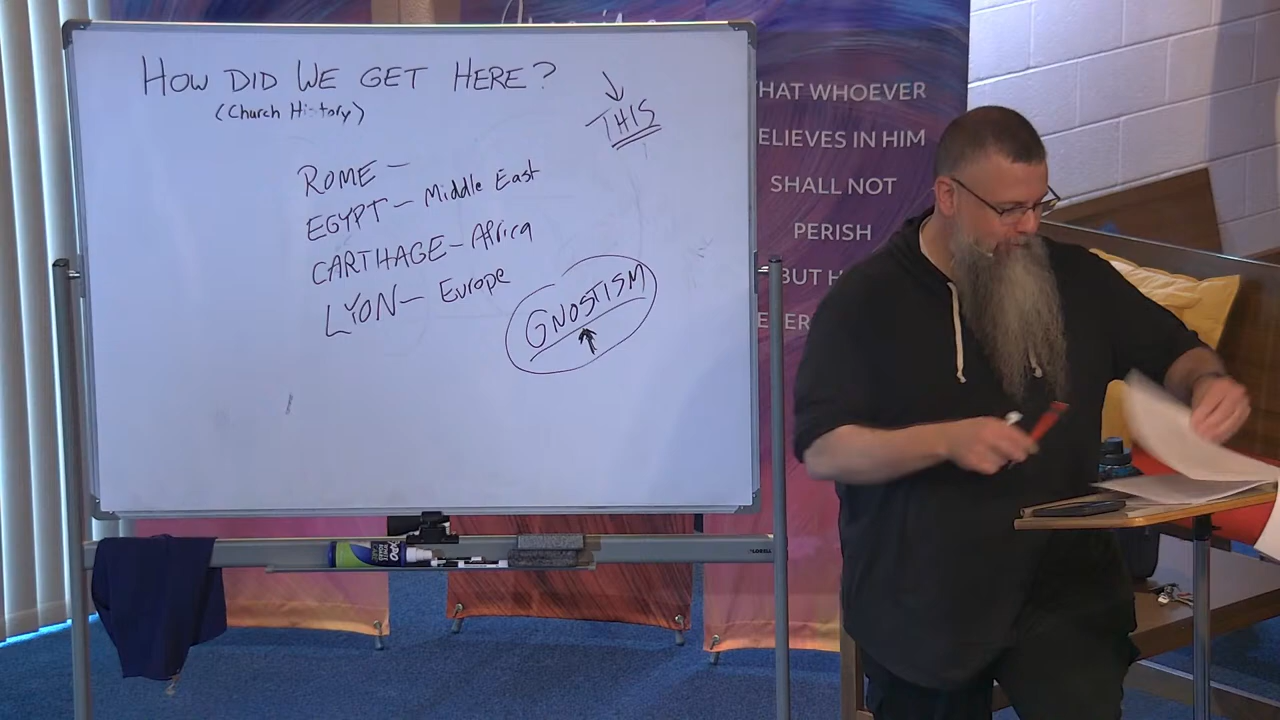 HOW DID WE GET HERE?
(Church History)
THIS
ROME –
EGYPT – Middle East
CARTHAGE – Africa
LYON – Europe
GNOSTISM
HAT WHOEVER
ELIEVES IN HIM
SHALL NOT
PERISH
BUT H
EXPO